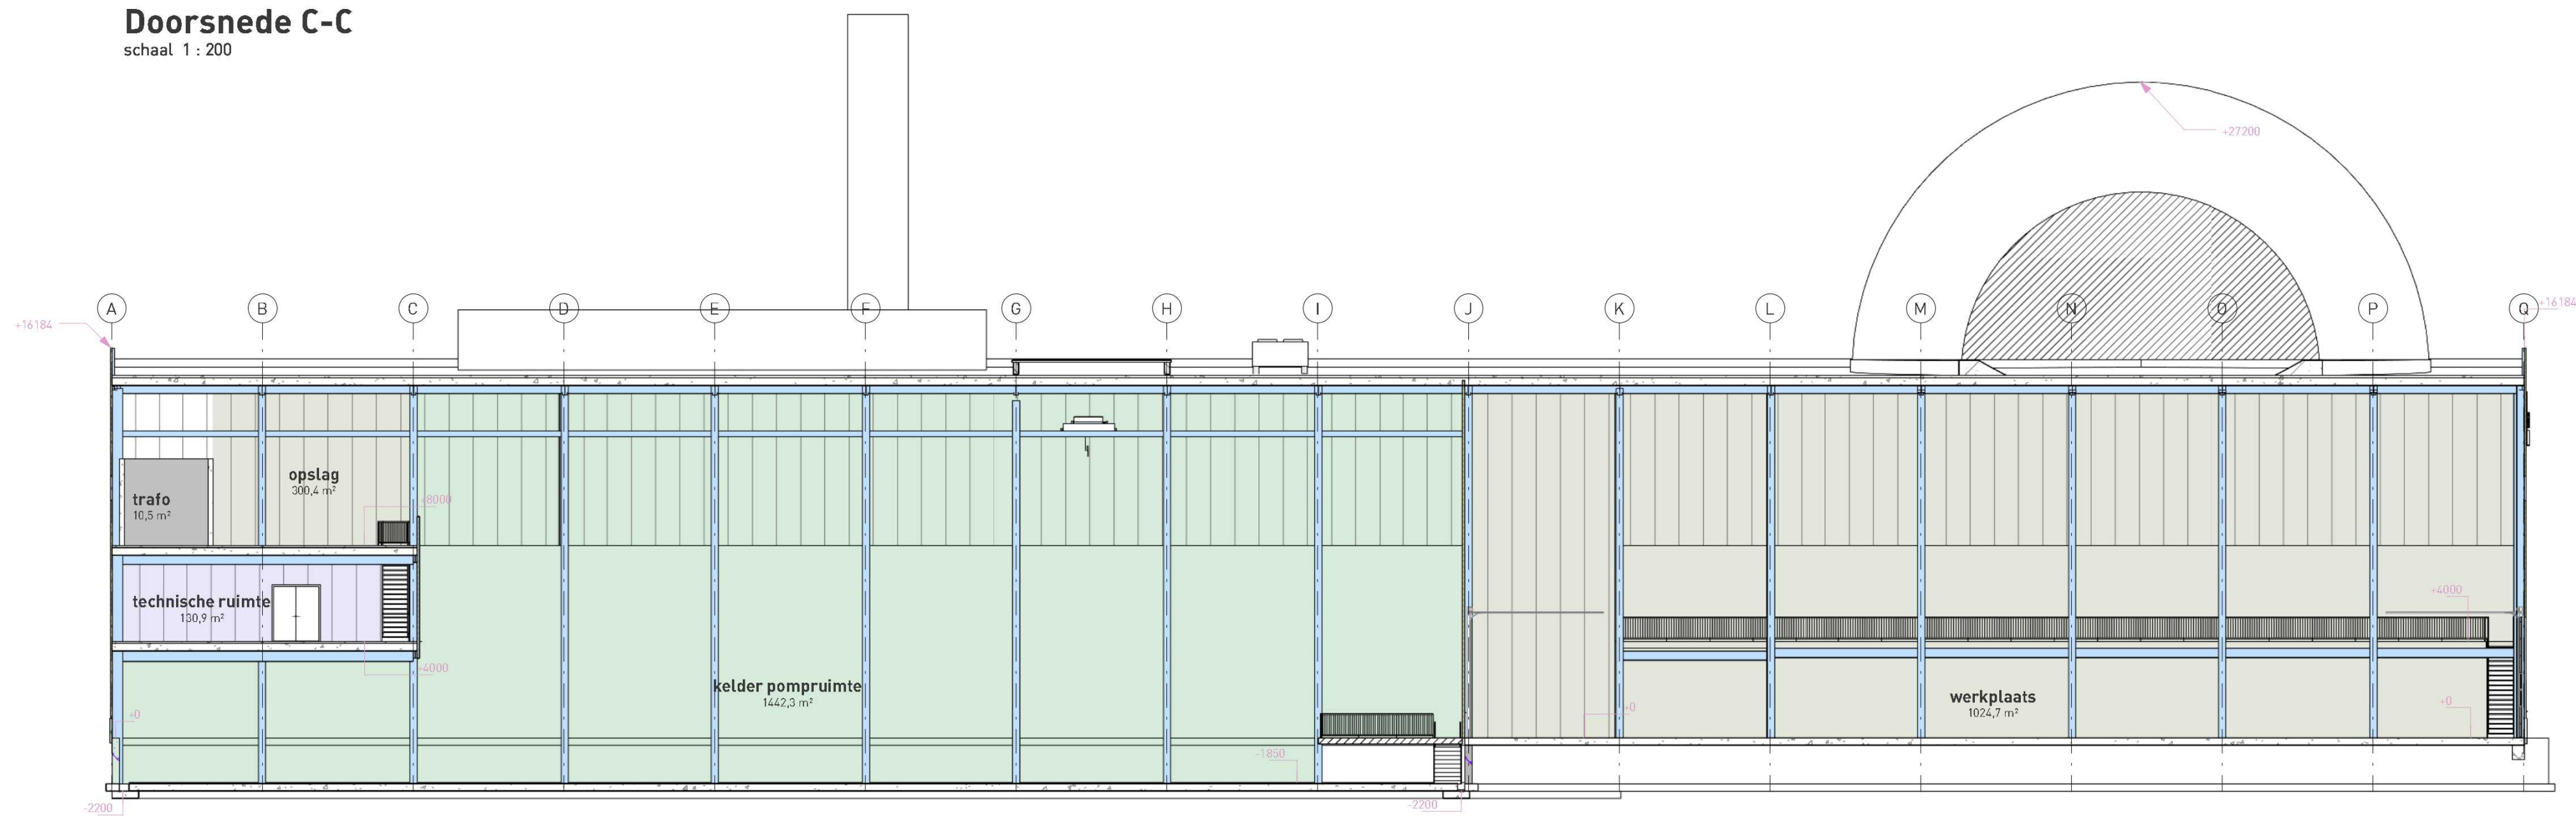 Doorsnede C-C
schaal 1 : 200
+27200
A B C D E F G H I J K L M N O P Q
+16184
+16184
opslag
300,4 m²
trafo
10,5 m²
+8000
technische ruimte
130,9 m²
+4000
+4000
kelder pompruimte
1442,3 m²
werkplaats
1024,7 m²
+0
+0
+0
-1850
-2200
-2200